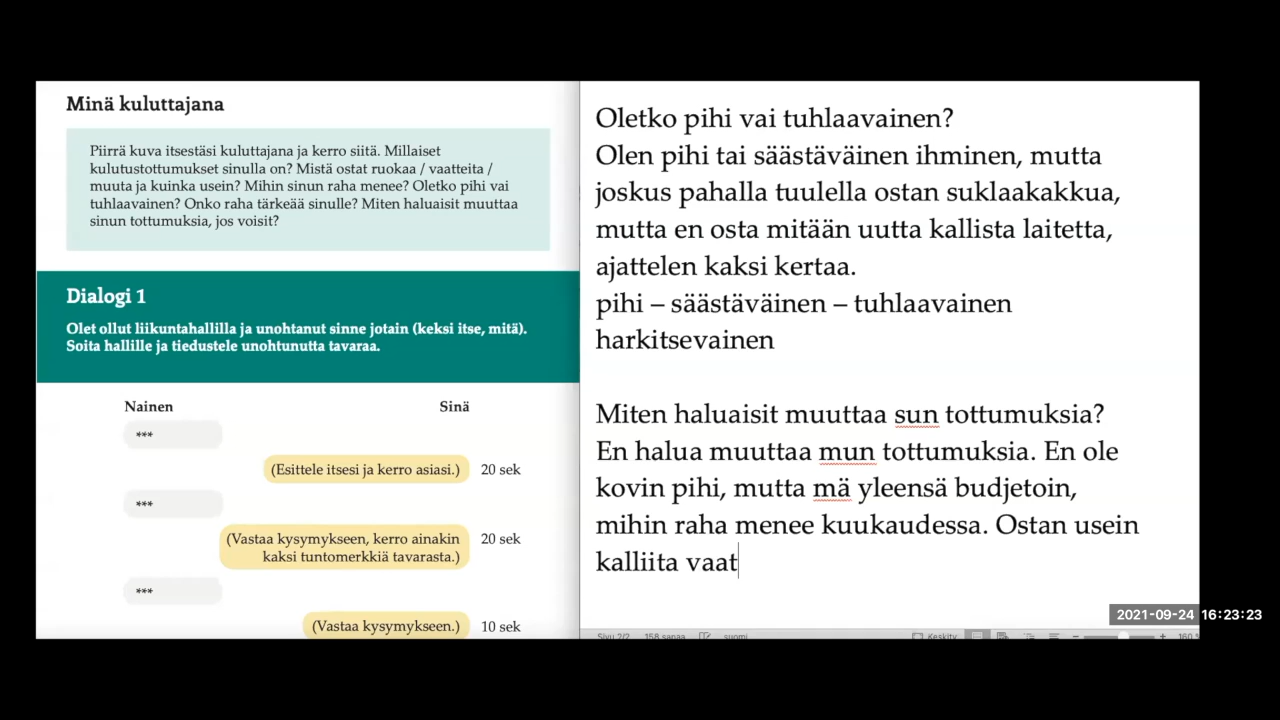 Minä kuluttajana
Piirrä kuva itsestäsi kuluttajana ja kerro siitä. Millaiset
kulutustottumukset sinulla on? Mistä ostat ruokaa / vaatteita /
muuta ja kuinka usein? Mihin sinun raha menee? Oletko pihi vai
tuhlaavainen? Onko raha tärkeää sinulle? Miten haluaisit muuttaa
sinun tottumuksia, jos voisit?
Dialogi 1
Olet ollut liikuntahallilla ja unohtanut sinne jotain (keksi itse, mitä).
Soita hallille ja tiedustele unohtunutta tavaraa.
Nainen Sinä
***
(Esittele itsesi ja kerro asiasi.) 20 sek
***
(Vastaa kysymykseen, kerro ainakin 20 sek
kaksi tuntomerkkiä tavarasta.)
***
(Vastaa kysymykseen.) 10 sek
Oletko pihi vai tuhlaavainen?
Olen pihi tai säästäväinen ihminen, mutta
joskus pahalla tuulella ostan suklaakakkua,
mutta en osta mitään uutta kallista laitetta,
ajattelen kaksi kertaa.
pihi – säästäväinen – tuhlaavainen
harkitsevainen
Miten haluaisit muuttaa sun tottumuksia?
En halua muuttaa mun tottumuksia. En ole
kovin pihi, mutta mä yleensä budjetoin,
mihin raha menee kuukaudessa. Ostan usein
kalliita vaat
2021-09-24 16:23:23
Sivu 2/2 158 sanaa suomi Keskity 160